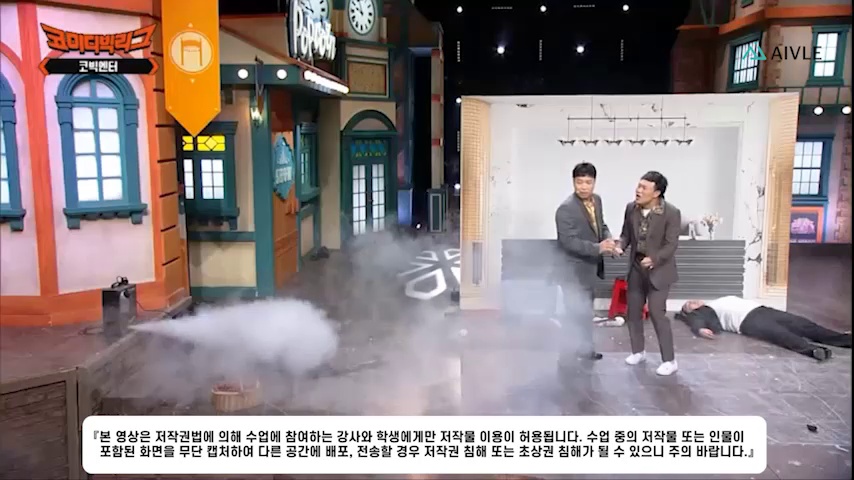 코미디빅리그
코빅엔터
Popcorn
AIVLE
『본 영상은 저작권법에 의해 수업에 참여하는 강사와 학생에게만 저작물 이용이 허용됩니다. 수업 중의 저작물 또는 인물이
포함된 화면을 무단 캡처하여 다른 공간에 배포, 전송할 경우 저작권 침해 또는 초상권 침해가 될 수 있으니 주의 바랍니다.』